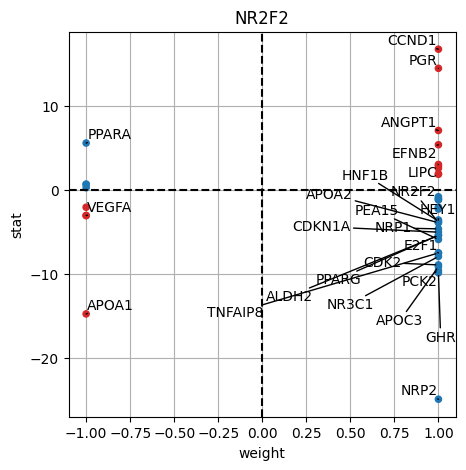 NR2F2
CCND1
PGR
10
ANGPT1
PPARA
EFNB2
LIPC
HNF1B
0
NR2F2
APOA2
VEGFA
PEA15
HEY1
CDKN1A
NRP1
E2F1
stat
CDK2
−10
PPARG
PCK2
ALDH2
APOA1
NR3C1
TNFAIP8
APOC3
GHR
−20
NRP2
−1.00 −0.75 −0.50 −0.25 0.00 0.25 0.50 0.75 1.00
weight